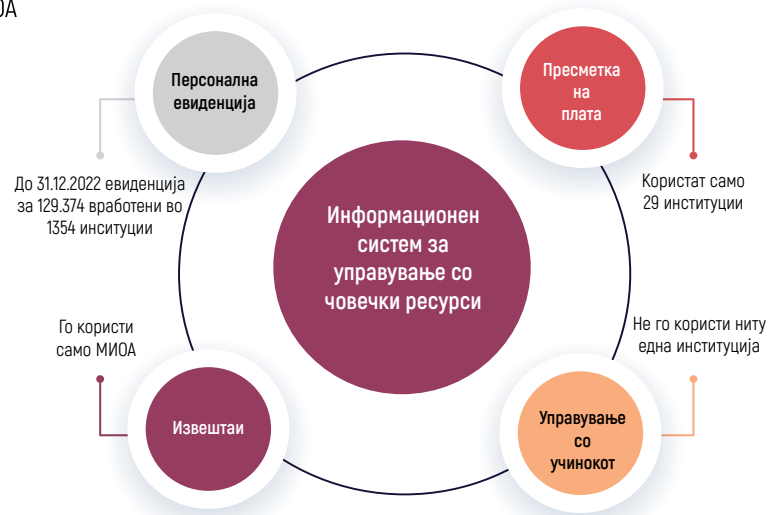 Персонална
евиденција
Пресметка
на
плата
До 31.12.2022 евиденција
за 129.374 вработени во
1354 инситуции
Користат само
29 институции
Информационен
систем за
управување со
човечки ресурси
Го користи
само МИОА
Не го користи ниту
една институција
Извештаи
Управување
со
учинокот